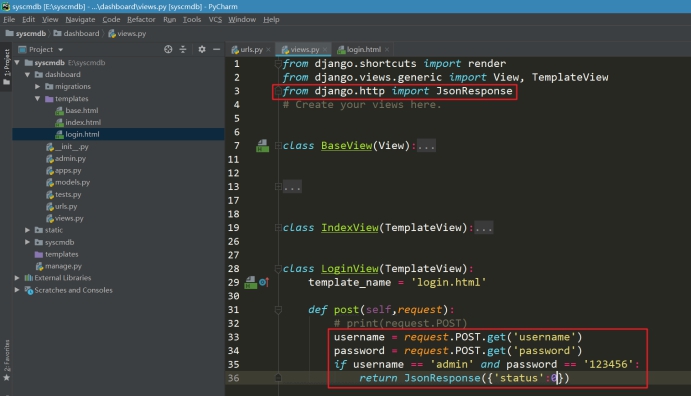 syscmdb [E:\syscmdb] - ...\dashboard\views.py [syscmdb] - PyCharm
File Edit View Navigate Code Refactor Run Tools VCS Window Help
syscmdb dashboard views.py
Project
urls.py views.py login.html
1: Project
syscmdb E:\syscmdb
dashboard
migrations
templates
base.html
index.html
login.html
__init__.py
admin.py
apps.py
models.py
tests.py
urls.py
views.py
static
syscmdb
templates
manage.py
External Libraries
Scratches and Consoles
2: Favorites
1 from django.shortcuts import render
2 from django.views.generic import View, TemplateView
3 from django.http import JsonResponse
4 # Create your views here.
5
6
7 class BaseView(View):...
11
12
13 ...
17
18
19 class IndexView(TemplateView):...
26
27
28 class LoginView(TemplateView):
29 template_name = 'login.html'
30
31 def post(self,request):
32 # print(request.POST)
33 username = request.POST.get('username')
34 password = request.POST.get('password')
35 if username == 'admin' and password == '123456':
36 return JsonResponse({'status':0})